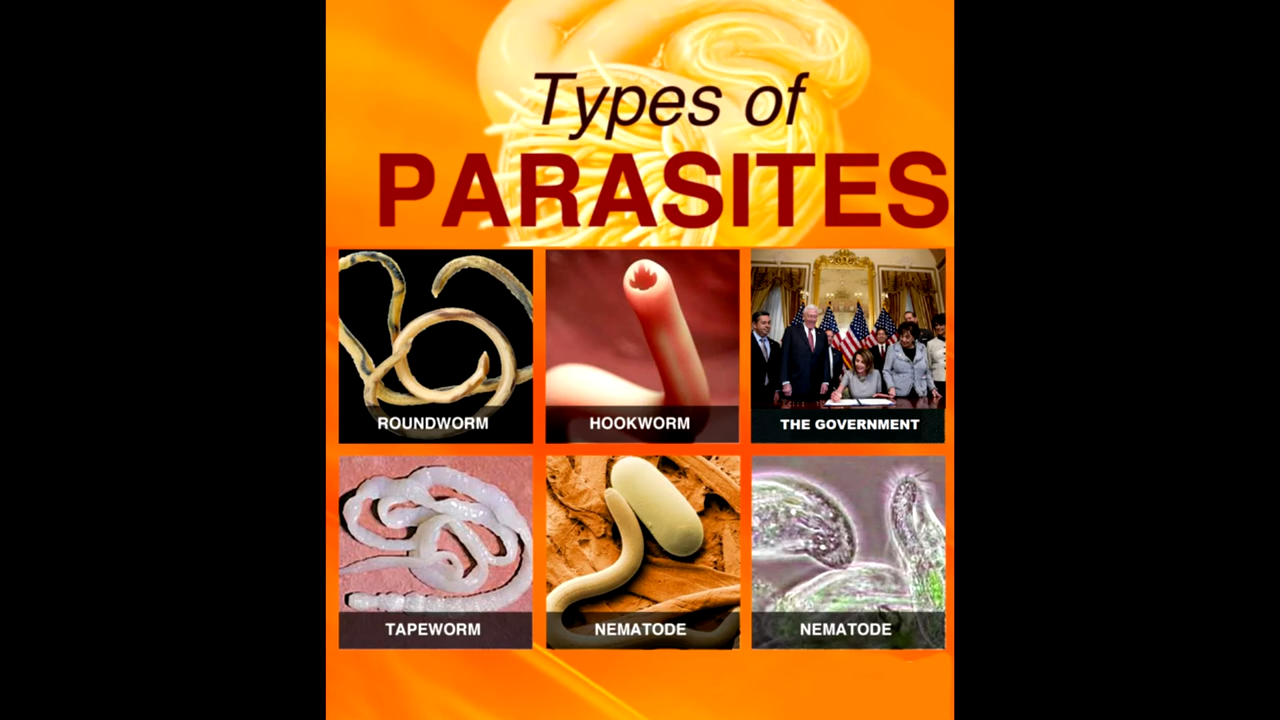 Types of
PARASITES
ROUNDWORM
HOOKWORM
THE GOVERNMENT
TAPEWORM
NEMATODE
NEMATODE